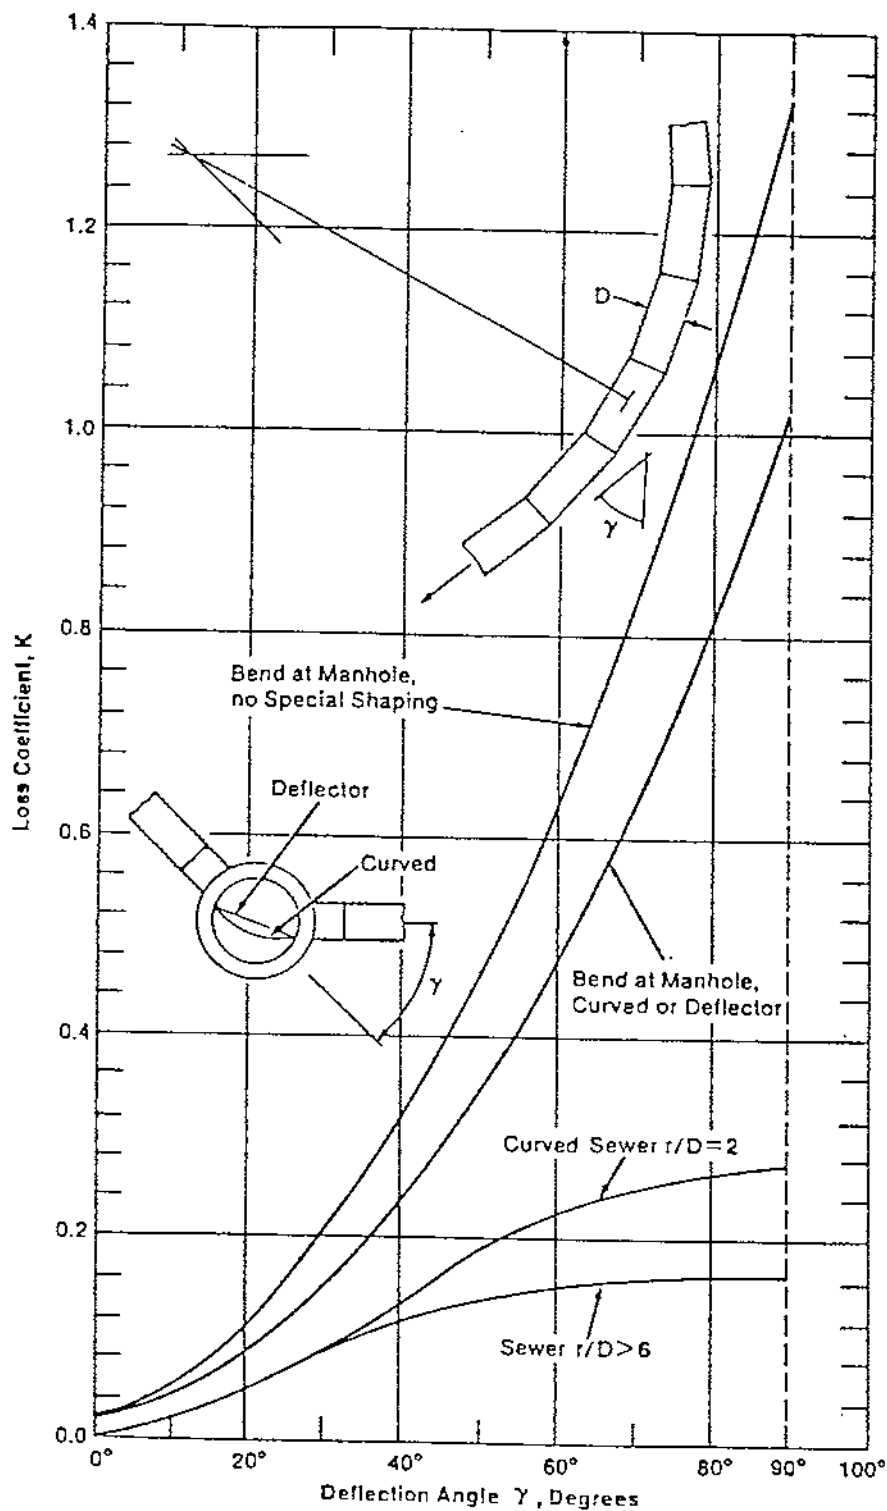 1.4
1.2
1.0
0.8
0.6
0.4
0.2
0.0
Loss Coefficient, K
D
γ
Bend at Manhole,
no Special Shaping
Deflector
Curved
γ
Bend at Manhole,
Curved or Deflector
Curved Sewer r/D=2
Sewer r/D>6
0° 20° 40° 60° 80° 90° 100°
Deflection Angle γ, Degrees